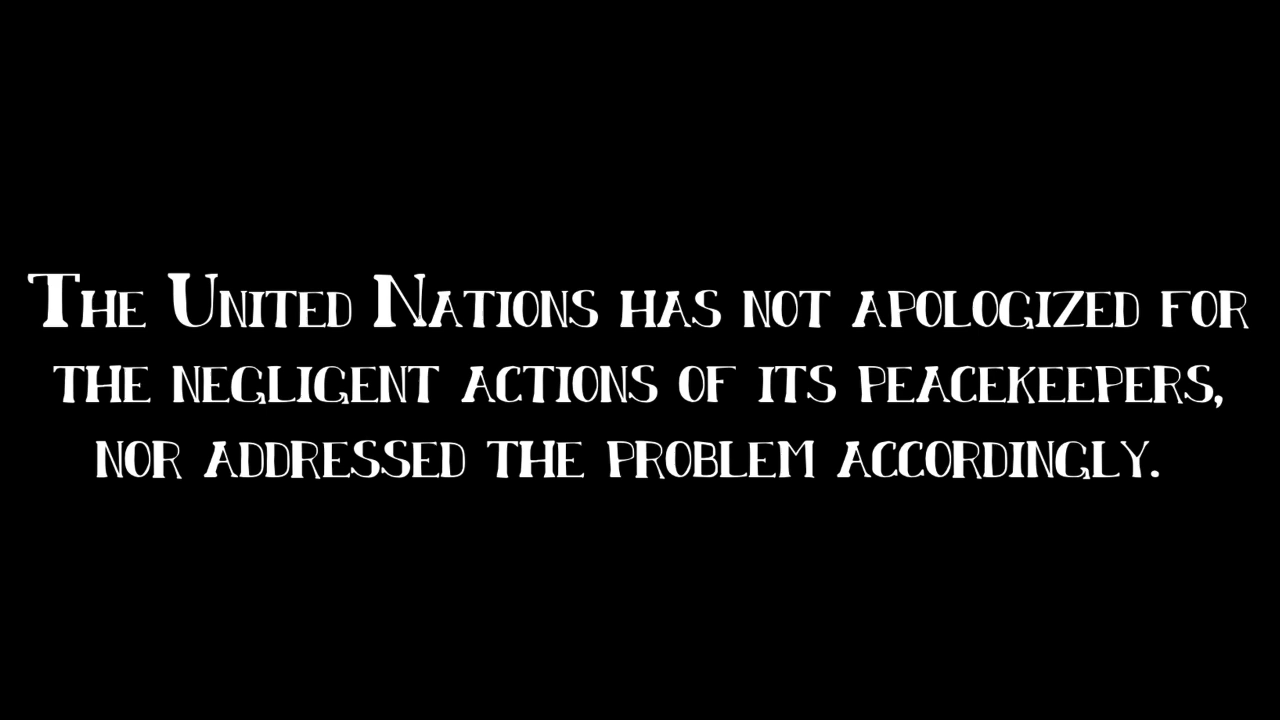 The United Nations has not apologized for
the negligent actions of its peacekeepers,
nor addressed the problem accordingly.